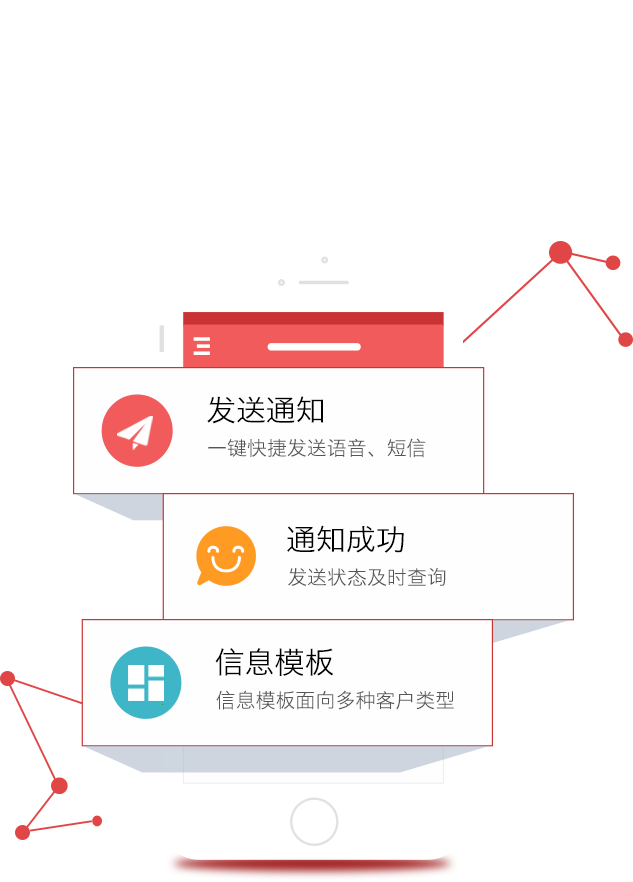 发送通知
一键快捷发送语音、短信
通知成功
发送状态及时查询
信息模板
信息模板面向多种客户类型